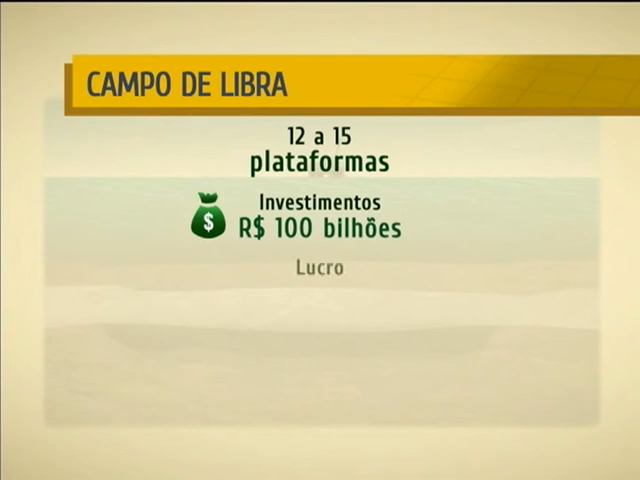 CAMPO DE LIBRA
12 a 15
plataformas
Investimentos
R$ 100 bilhões
Lucro